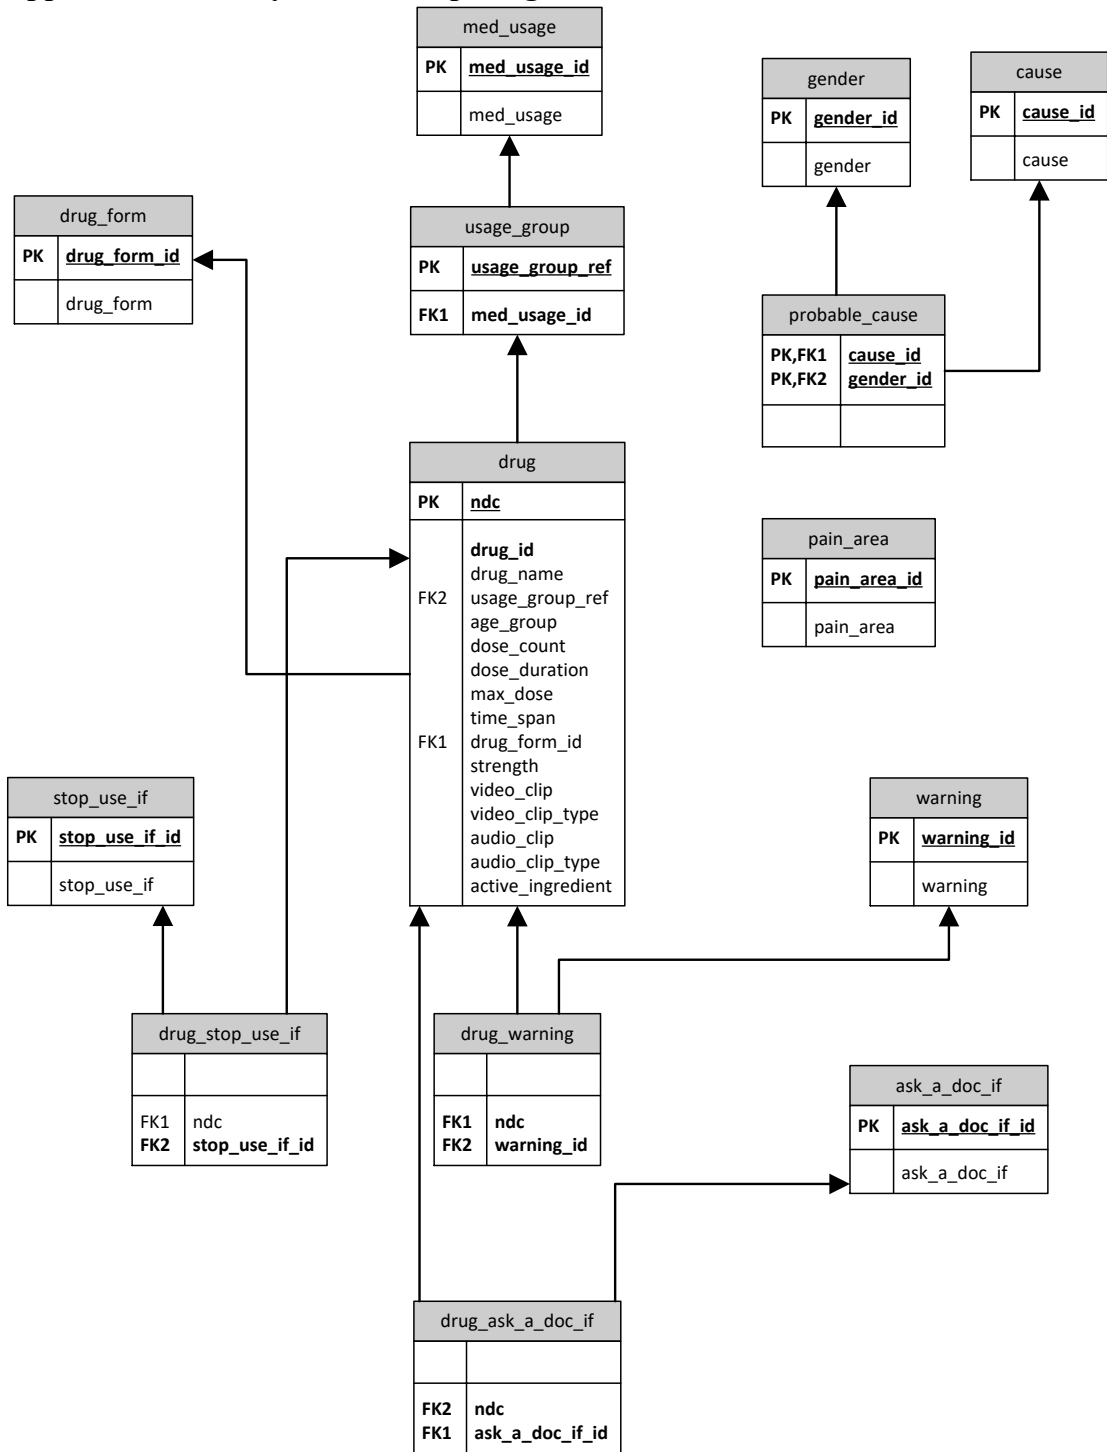 med_usage
PK med_usage_id
med_usage
gender
PK gender_id
gender
cause
PK cause_id
cause
drug_form
PK drug_form_id
drug_form
usage_group
PK usage_group_ref
FK1 med_usage_id
probable_cause
PK,FK1 cause_id
PK,FK2 gender_id
drug
PK ndc
drug_id
drug_name
FK2 usage_group_ref
age_group
dose_count
dose_duration
max_dose
time_span
FK1 drug_form_id
strength
video_clip
video_clip_type
audio_clip
audio_clip_type
active_ingredient
pain_area
PK pain_area_id
pain_area
stop_use_if
PK stop_use_if_id
stop_use_if
warning
PK warning_id
warning
drug_stop_use_if
FK1 ndc
FK2 stop_use_if_id
drug_warning
FK1 ndc
FK2 warning_id
ask_a_doc_if
PK ask_a_doc_if_id
ask_a_doc_if
drug_ask_a_doc_if
FK2 ndc
FK1 ask_a_doc_if_id